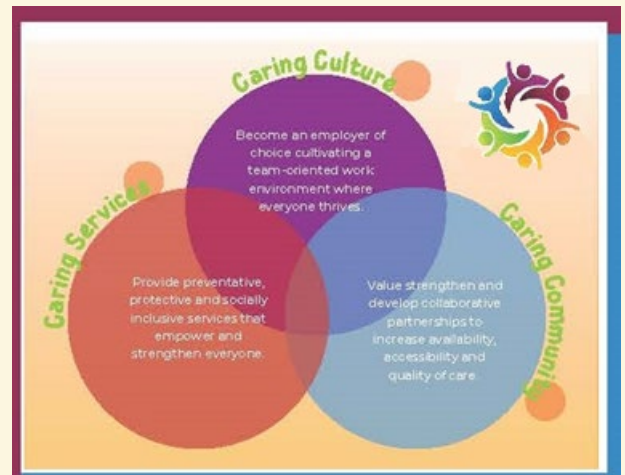 Caring Culture
Become an employer of
choice cultivating a
team-oriented work
environment where
everyone thrives.
Caring Services
Provide preventative,
protective and socially
inclusive services that
empower and
strengthen everyone.
Caring Community
Value strengthen and
develop collaborative
partnerships to
increase availability,
accessibility and
quality of care.